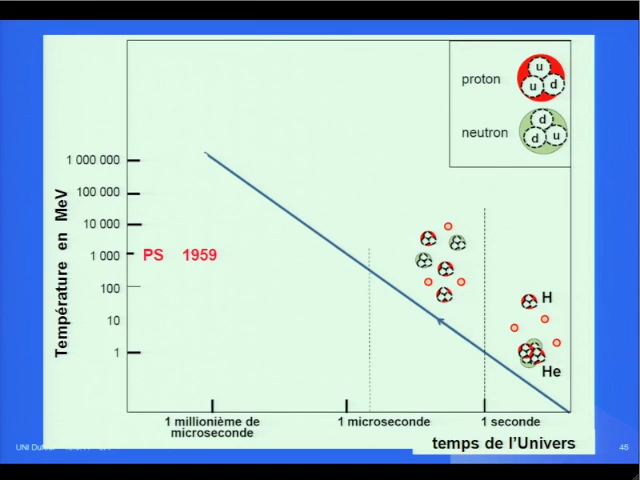 proton
u
u d
neutron
d
d u
1 000 000
100 000
10 000
1 000
100
10
1
Température en MeV
PS 1959
H
He
1 millionième de
microseconde
1 microseconde
1 seconde
temps de l'Univers
45